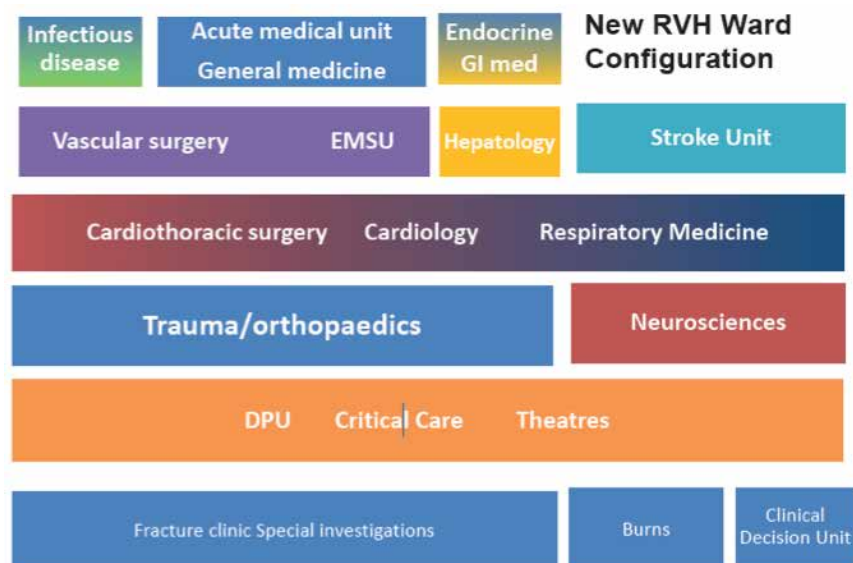 Infectious
disease
Acute medical unit
General medicine
Endocrine
GI med
New RVH Ward
Configuration
Vascular surgery EMSU
Hepatology
Stroke Unit
Cardiothoracic surgery Cardiology Respiratory Medicine
Trauma/orthopaedics
Neurosciences
DPU Critical Care Theatres
Fracture clinic Special investigations
Burns
Clinical
Decision Unit